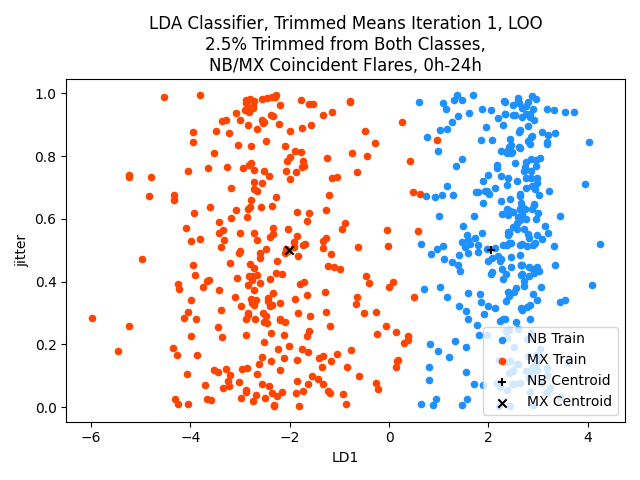 LDA Classifier, Trimmed Means Iteration 1, LOO
2.5% Trimmed from Both Classes,
NB/MX Coincident Flares, 0h-24h
1.0
0.8
0.6
0.4
0.2
0.0
jitter
−6
−4
−2
0
2
4
LD1
NB Train
MX Train
NB Centroid
MX Centroid